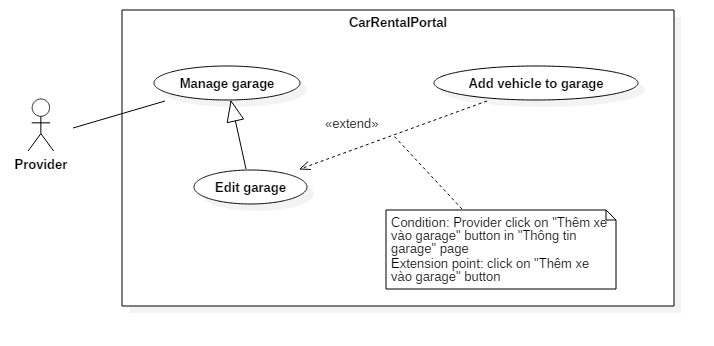 CarRentalPortal
Manage garage
Add vehicle to garage
«extend»
Provider
Edit garage
Condition: Provider click on "Thêm xe
vào garage" button in "Thông tin
garage" page
Extension point: click on "Thêm xe
vào garage" button